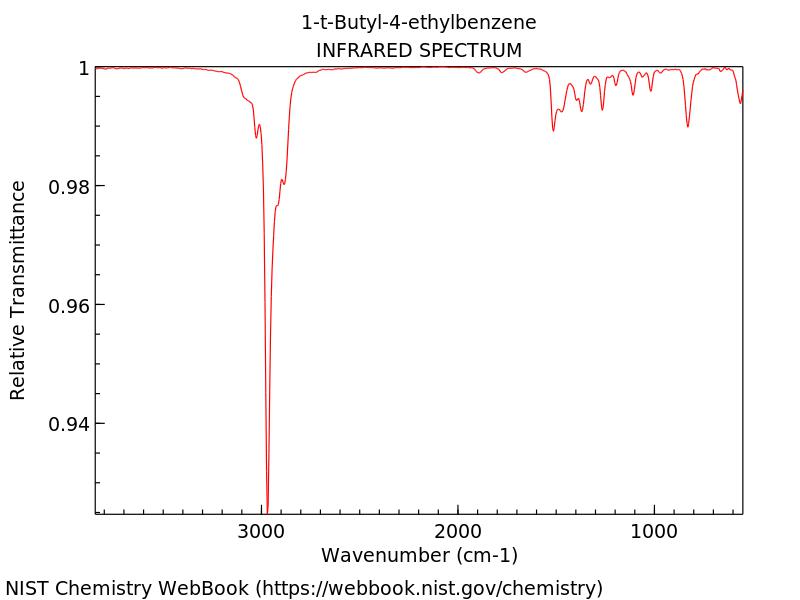 1-t-Butyl-4-ethylbenzene
INFRARED SPECTRUM
1
0.98
0.96
0.94
Relative Transmittance
3000 2000 1000
Wavenumber (cm-1)
NIST Chemistry WebBook (https://webbook.nist.gov/chemistry)